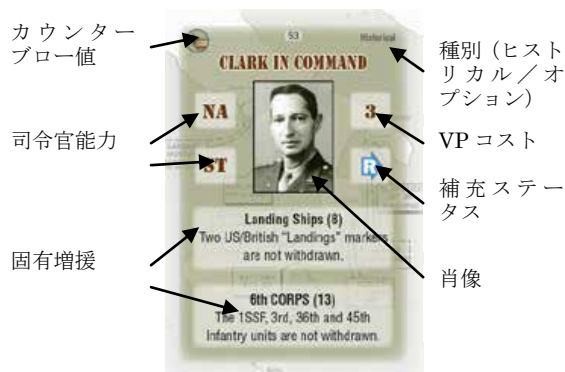 カウンター
ブロー値
司令官能力
固有増援
53
Historical
CLARK IN COMMAND
NA
3
ST
R
Landing Ships (8)
Two US/British "Landings" markers
are not withdrawn.
6th CORPS (13)
The 1SSF, 3rd, 36th and 45th
Infantry units are not withdrawn.
種別（ヒスト
リカル／オ
プション）
VP コスト
補充ステー
タス
肖像